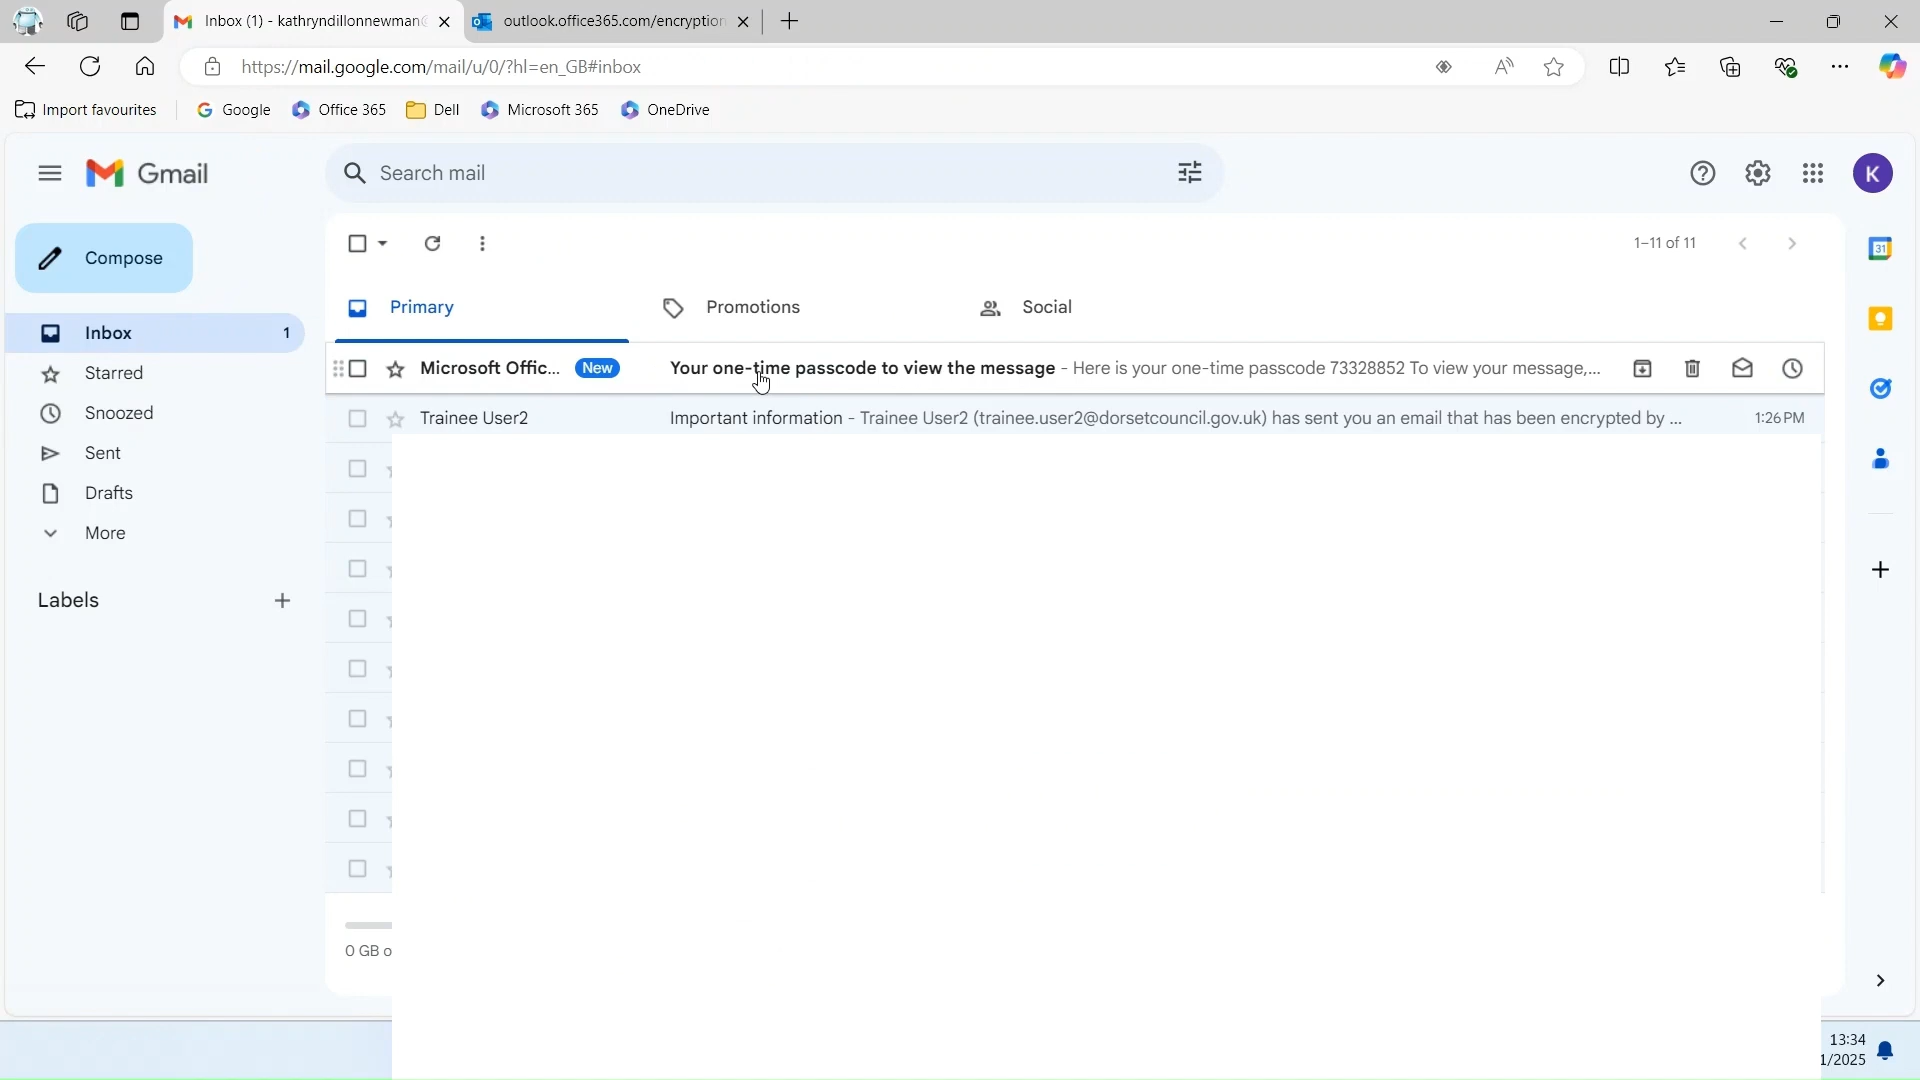 Inbox (1) - kathryndillonnewman@
outlook.office365.com/encryption
https://mail.google.com/mail/u/0/?hl=en_GB#inbox
Import favourites
Google
Office 365
Dell
Microsoft 365
OneDrive
Gmail
Search mail
K
Compose
1–11 of 11
31
Primary
Promotions
Social
Inbox 1
Starred
Snoozed
Sent
Drafts
More
Labels
Microsoft Offic... New Your one-time passcode to view the message - Here is your one-time passcode 73328852 To view your message,...
Trainee User2 Important information - Trainee User2 (trainee.user2@dorsetcouncil.gov.uk) has sent you an email that has been encrypted by ... 1:26 PM
0 GB o
13:34
1/2025